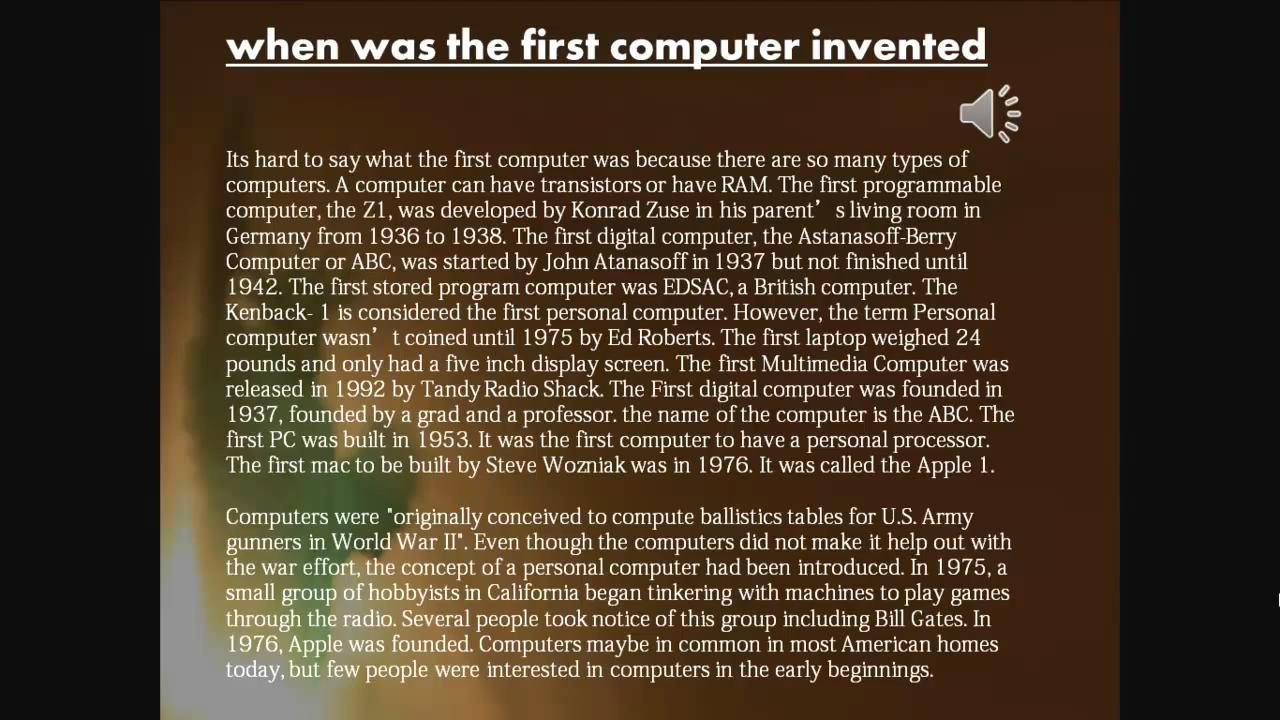 when was the first computer invented
Its hard to say what the first computer was because there are so many types of
computers. A computer can have transistors or have RAM. The first programmable
computer, the Z1, was developed by Konrad Zuse in his parent’ s living room in
Germany from 1936 to 1938. The first digital computer, the Astanasoff-Berry
Computer or ABC, was started by John Atanasoff in 1937 but not finished until
1942. The first stored program computer was EDSAC, a British computer. The
Kenback- 1 is considered the first personal computer. However, the term Personal
computer wasn’ t coined until 1975 by Ed Roberts. The first laptop weighed 24
pounds and only had a five inch display screen. The first Multimedia Computer was
released in 1992 by Tandy Radio Shack. The First digital computer was founded in
1937, founded by a grad and a professor. the name of the computer is the ABC. The
first PC was built in 1953. It was the first computer to have a personal processor.
The first mac to be built by Steve Wozniak was in 1976. It was called the Apple 1.
Computers were "originally conceived to compute ballistics tables for U.S. Army
gunners in World War II". Even though the computers did not make it help out with
the war effort, the concept of a personal computer had been introduced. In 1975, a
small group of hobbyists in California began tinkering with machines to play games
through the radio. Several people took notice of this group including Bill Gates. In
1976, Apple was founded. Computers maybe in common in most American homes
today, but few people were interested in computers in the early beginnings.